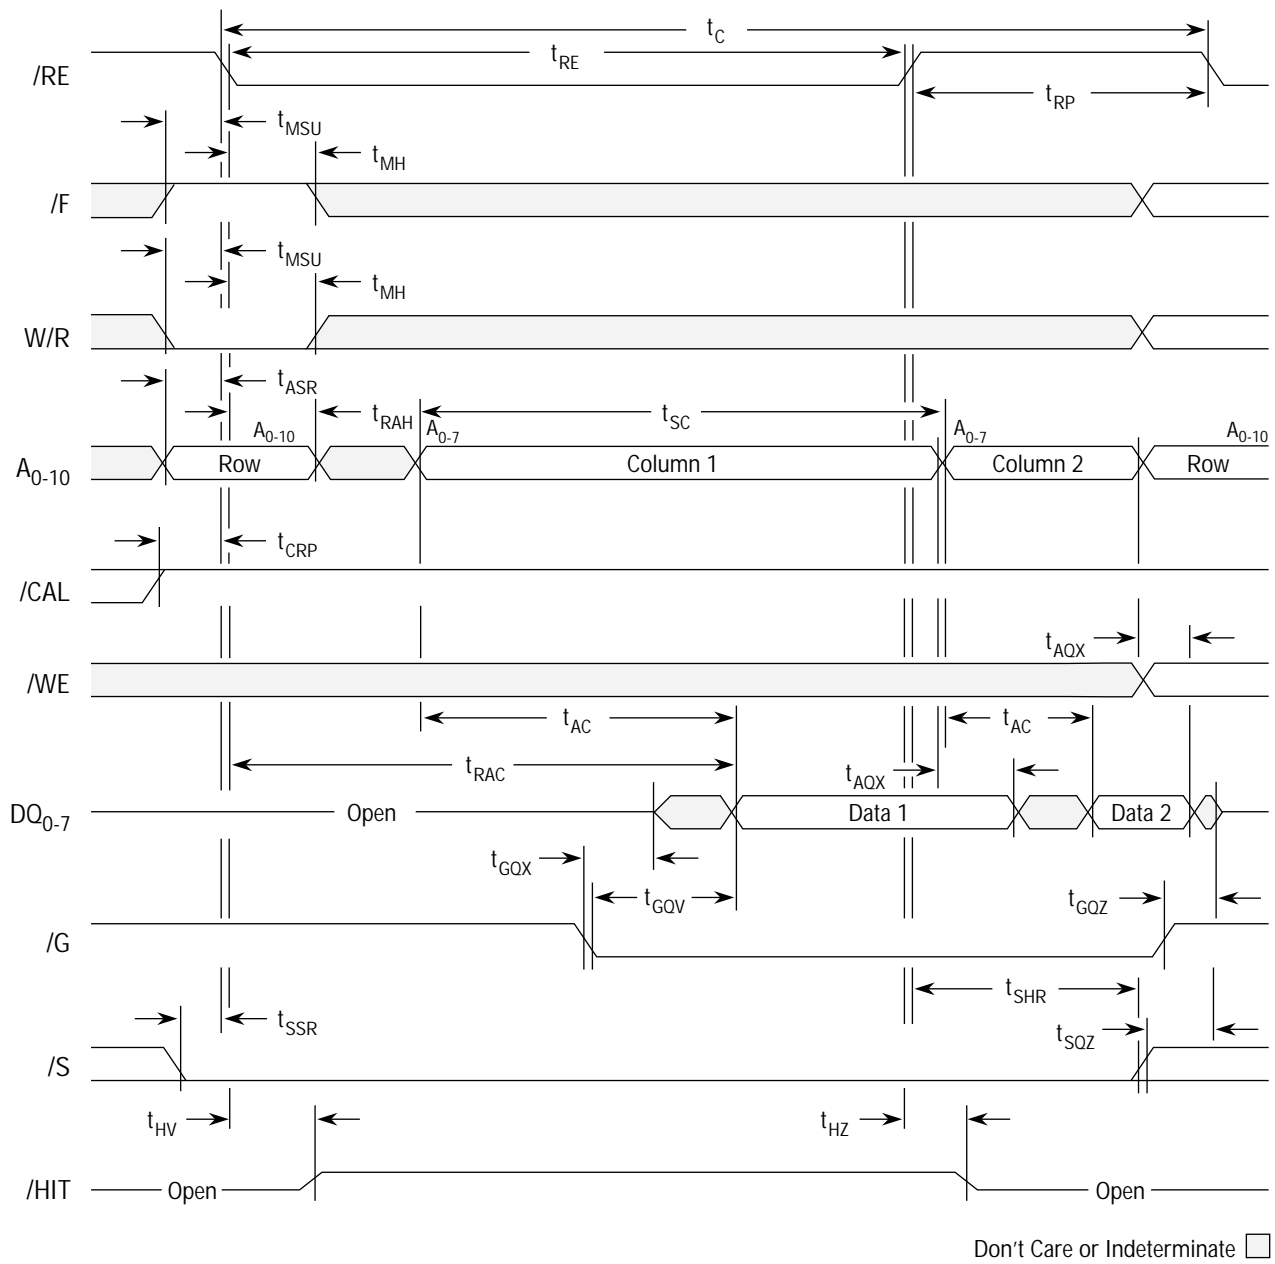 t_C
t_RE
/RE
t_RP
t_MSU
t_MH
/F
t_MSU
t_MH
W/R
t_ASR
t_RAH
t_SC
A_0-10 A_0-7 A_0-7 A_0-10
A_0-10 Row Column 1 Column 2 Row
t_CRP
/CAL
t_AQX
/WE
t_AC t_AC
t_RAC t_AQX
DQ_0-7 Open Data 1 Data 2
t_GQX
t_GQV t_GQZ
/G
t_SHR
t_SSR t_SQZ
/S
t_HV t_HZ
/HIT Open Open
Don't Care or Indeterminate